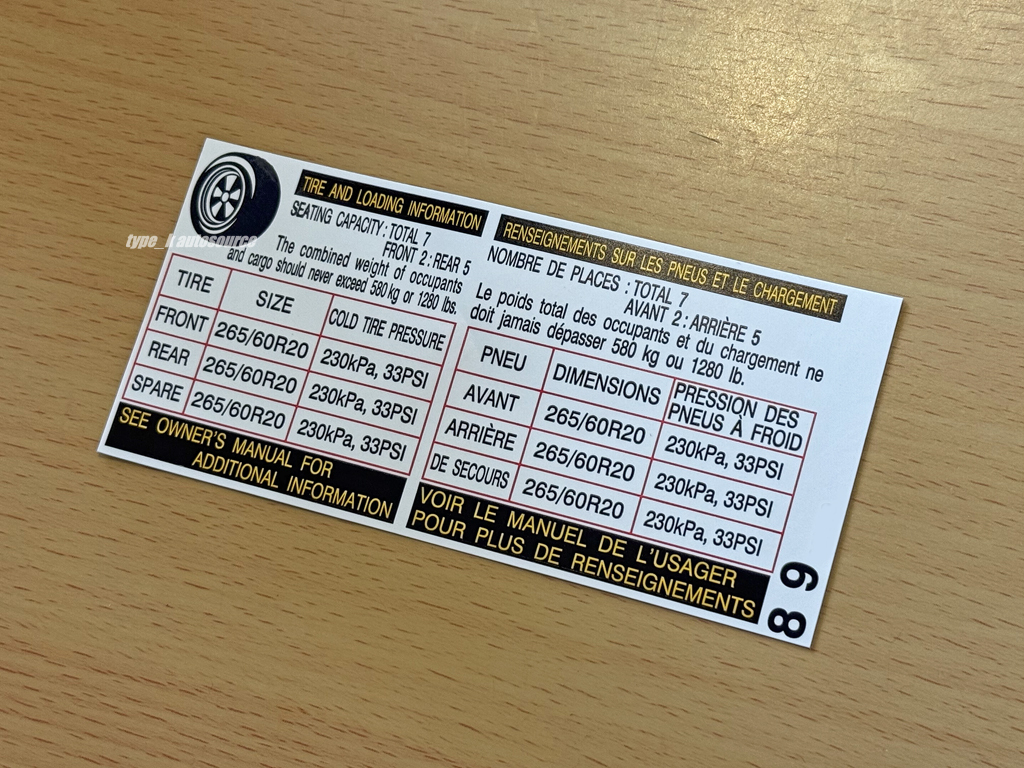 type_r autosource
TIRE AND LOADING INFORMATION
SEATING CAPACITY : TOTAL 7
FRONT 2 : REAR 5
The combined weight of occupants
and cargo should never exceed 580 kg or 1280 lbs.
TIRE SIZE COLD TIRE PRESSURE
FRONT 265/60R20 230kPa, 33PSI
REAR 265/60R20 230kPa, 33PSI
SPARE 265/60R20 230kPa, 33PSI
SEE OWNER'S MANUAL FOR
ADDITIONAL INFORMATION
RENSEIGNEMENTS SUR LES PNEUS ET LE CHARGEMENT
NOMBRE DE PLACES : TOTAL 7
AVANT 2 : ARRIÈRE 5
Le poids total des occupants et du chargement ne
doit jamais dépasser 580 kg ou 1280 lb.
PNEU DIMENSIONS PRESSION DES
PNEUS À FROID
AVANT 265/60R20 230kPa, 33PSI
ARRIÈRE 265/60R20 230kPa, 33PSI
DE SECOURS 265/60R20 230kPa, 33PSI
VOIR LE MANUEL DE L'USAGER
POUR PLUS DE RENSEIGNEMENTS
68